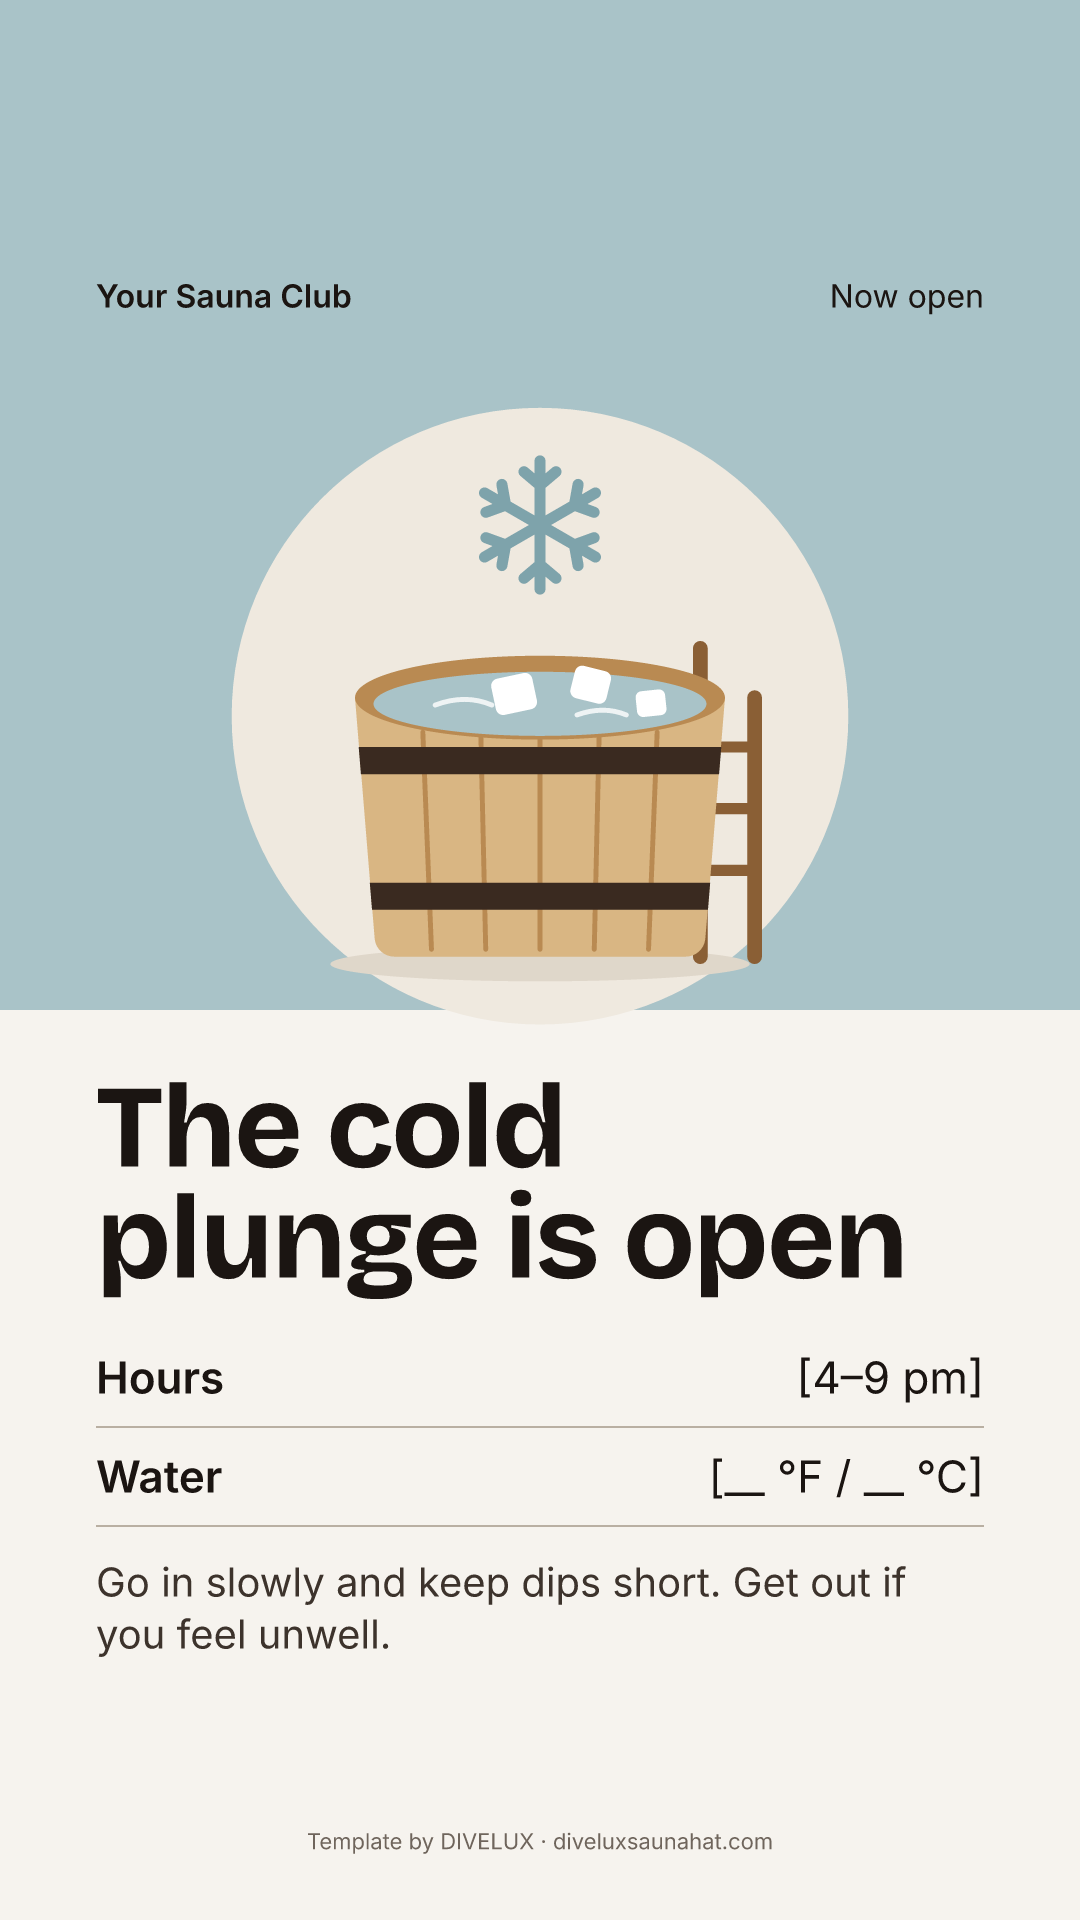 Your Sauna Club
Now open
The cold
plunge is open
Hours
[4–9 pm]
Water
[__ °F / __ °C]
Go in slowly and keep dips short. Get out if
you feel unwell.
Template by DIVELUX · diveluxsaunahat.com